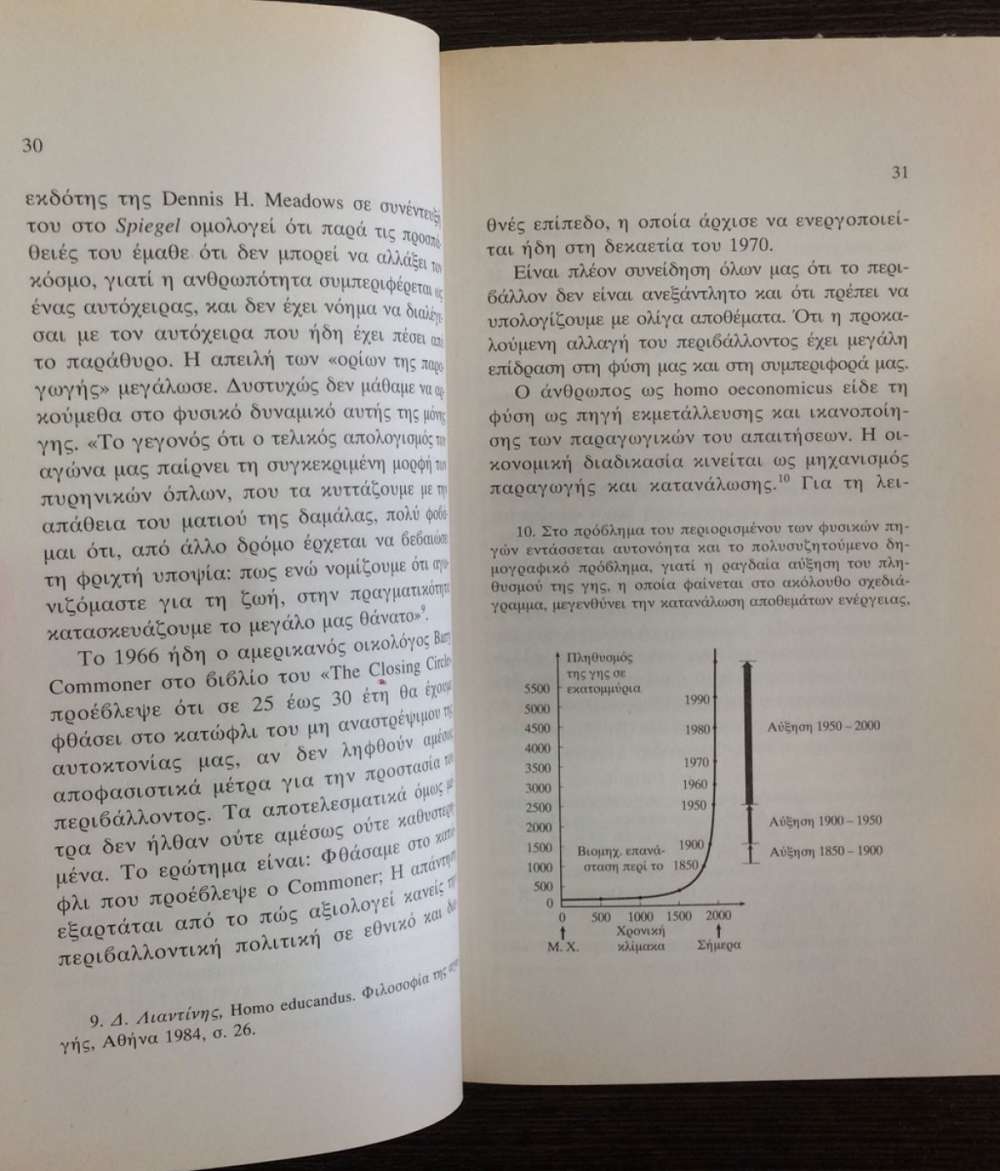 30
εκδότης της Dennis H. Meadows σε συνέντευξή
του στο Spiegel ομολογεί ότι παρά τις προσπά-
θειές του έμαθε ότι δεν μπορεί να αλλάξει τον
κόσμο, γιατί η ανθρωπότητα συμπεριφέρεται ως
ένας αυτόχειρας, και δεν έχει νόημα να διαλέγε-
σαι με τον αυτόχειρα που ήδη έχει πέσει από
το παράθυρο. Η απειλή των «ορίων της παρα-
γωγής» μεγάλωσε. Δυστυχώς δεν μάθαμε να αρ-
κούμεθα στο φυσικό δυναμικό αυτής της μόνης
γης. «Το γεγονός ότι ο τελικός απολογισμός του
αγώνα μας παίρνει τη συγκεκριμένη μορφή των
πυρηνικών όπλων, που τα κυττάζουμε με την
απάθεια του ματιού της δαμάλας, πολύ φοβά-
μαι ότι, από άλλο δρόμο έρχεται να βεβαιώσει
τη φριχτή υποψία: πως ενώ νομίζουμε ότι αγω-
νιζόμαστε για τη ζωή, στην πραγματικότητα
κατασκευάζουμε το μεγάλο μας θάνατο»⁹.
Το 1966 ήδη ο αμερικανός οικολόγος Barry
Commoner στο βιβλίο του «The Closing Circle»
προέβλεψε ότι σε 25 έως 30 έτη θα έχουμε
φθάσει στο κατώφλι του μη αναστρέψιμου της
αυτοκτονίας μας, αν δεν ληφθούν αμέσως
αποφασιστικά μέτρα για την προστασία του
περιβάλλοντος. Τα αποτελεσματικά όμως μέ-
τρα δεν ήλθαν ούτε αμέσως ούτε καθυστερη-
μένα. Το ερώτημα είναι: Φθάσαμε στο κατώ-
φλι που προέβλεψε ο Commoner; Η απάντηση
εξαρτάται από το πώς αξιολογεί κανείς την
περιβαλλοντική πολιτική σε εθνικό και διε-
9. Δ. Λιαντίνης, Homo educandus. Φιλοσοφία της αγω-
γής, Αθήνα 1984, σ. 26.
31
θνές επίπεδο, η οποία άρχισε να ενεργοποιεί-
ται ήδη στη δεκαετία του 1970.
Είναι πλέον συνείδηση όλων μας ότι το περι-
βάλλον δεν είναι ανεξάντλητο και ότι πρέπει να
υπολογίζουμε με ολίγα αποθέματα. Ότι η προκα-
λούμενη αλλαγή του περιβάλλοντος έχει μεγάλη
επίδραση στη φύση μας και στη συμπεριφορά μας.
Ο άνθρωπος ως homo oeconomicus είδε τη
φύση ως πηγή εκμετάλλευσης και ικανοποίη-
σης των παραγωγικών του απαιτήσεων. Η οι-
κονομική διαδικασία κινείται ως μηχανισμός
παραγωγής και κατανάλωσης.¹⁰ Για τη λει-
10. Στο πρόβλημα του περιορισμένου των φυσικών πη-
γών εντάσσεται αυτονόητα και το πολυσυζητούμενο δη-
μογραφικό πρόβλημα, γιατί η ραγδαία αύξηση του πλη-
θυσμού της γης, η οποία φαίνεται στο ακόλουθο σχεδιά-
γραμμα, μεγενθύνει την κατανάλωση αποθεμάτων ενέργειας,
Πληθυσμός
της γης σε
εκατομμύρια
5500
5000
4500
4000
3500
3000
2500
2000
1500
1000
500
0
1990
1980
1970
1960
1950
1900
Βιομηχ. επανά-
σταση περί το 1850
0 500 1000 1500 2000
Μ. Χ.
Χρονική
κλίμακα
Σήμερα
Αύξηση 1950 – 2000
Αύξηση 1900 – 1950
Αύξηση 1850 – 1900